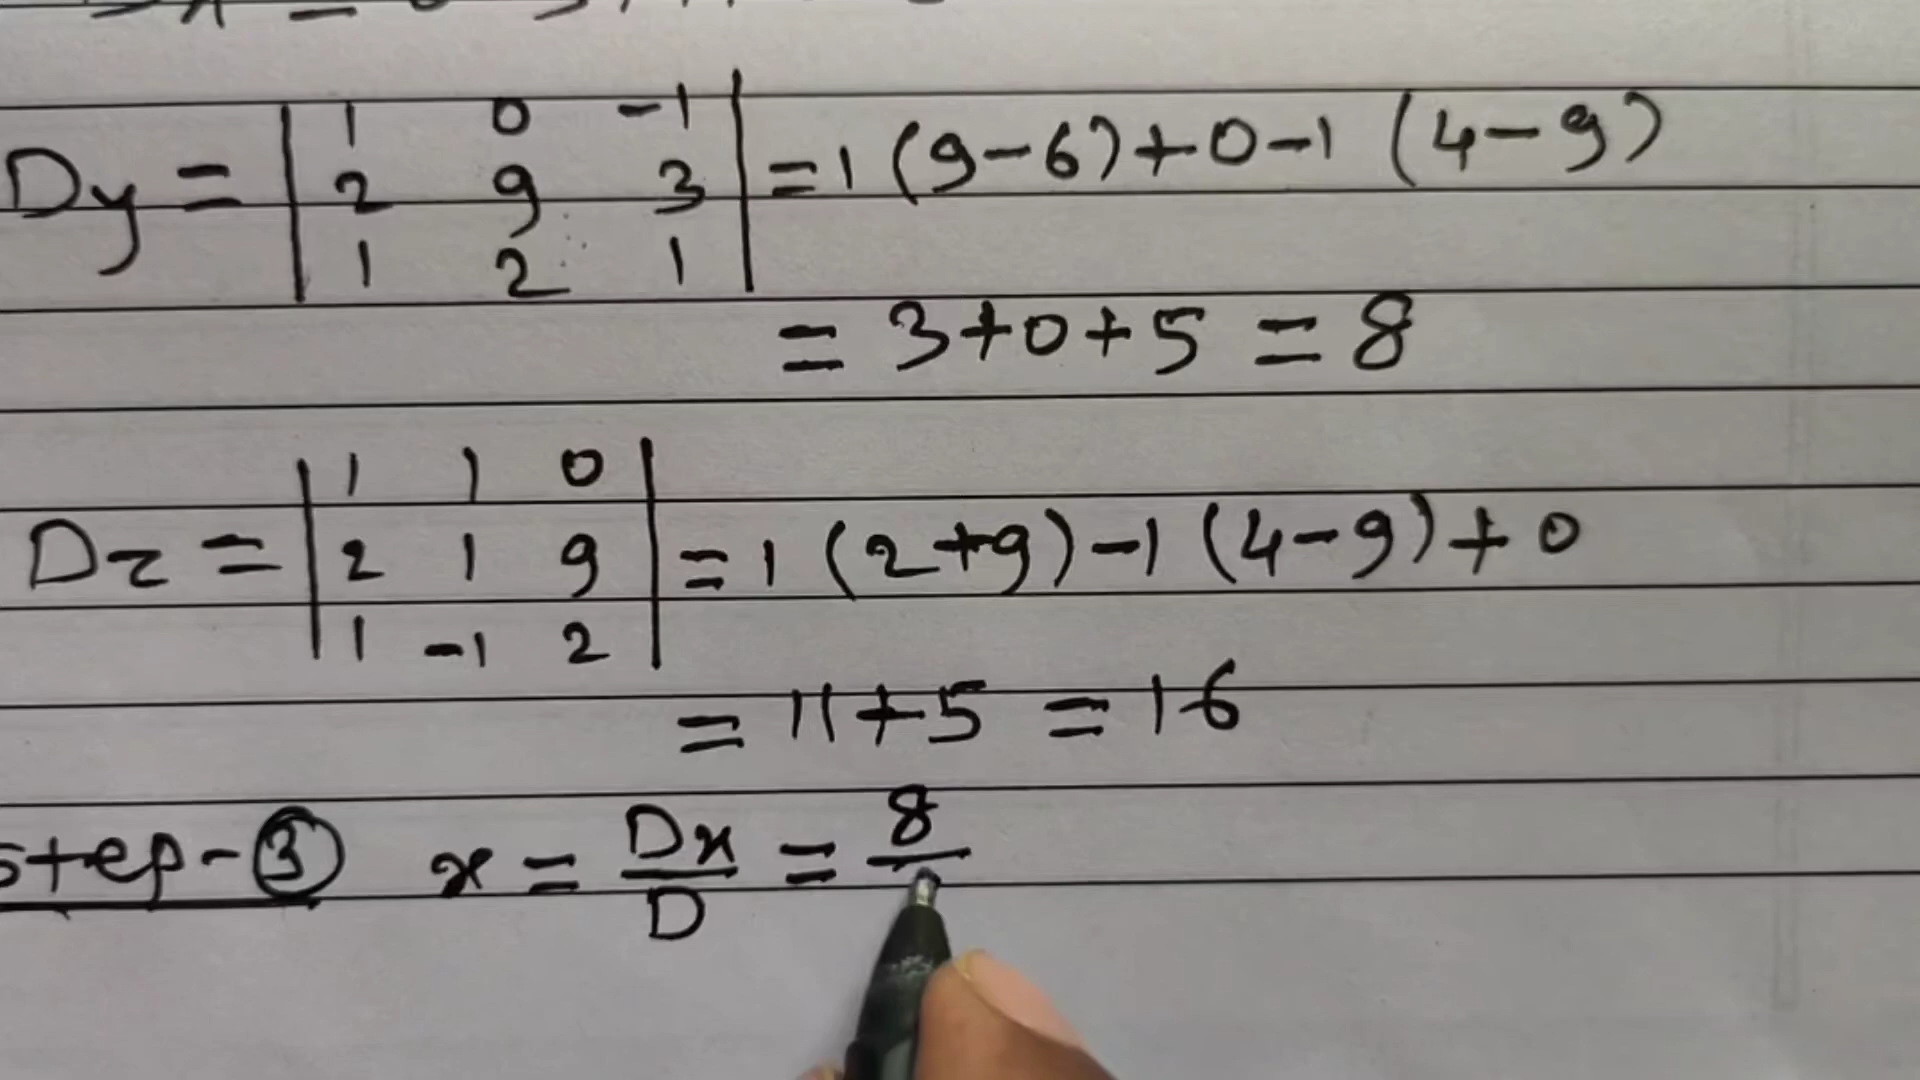 Dy = | 1 0 -1 | = 1 (9-6) + 0 - 1 (4-9)
| 2 9 3 |
| 1 2 1 |
= 3+0+5 = 8
Dz = | 1 1 0 |
| 2 1 9 | = 1 (2+9) - 1 (4-9) + 0
| 1 -1 2 |
= 11+5 = 16
Step-③ x = Dx/D = 8/